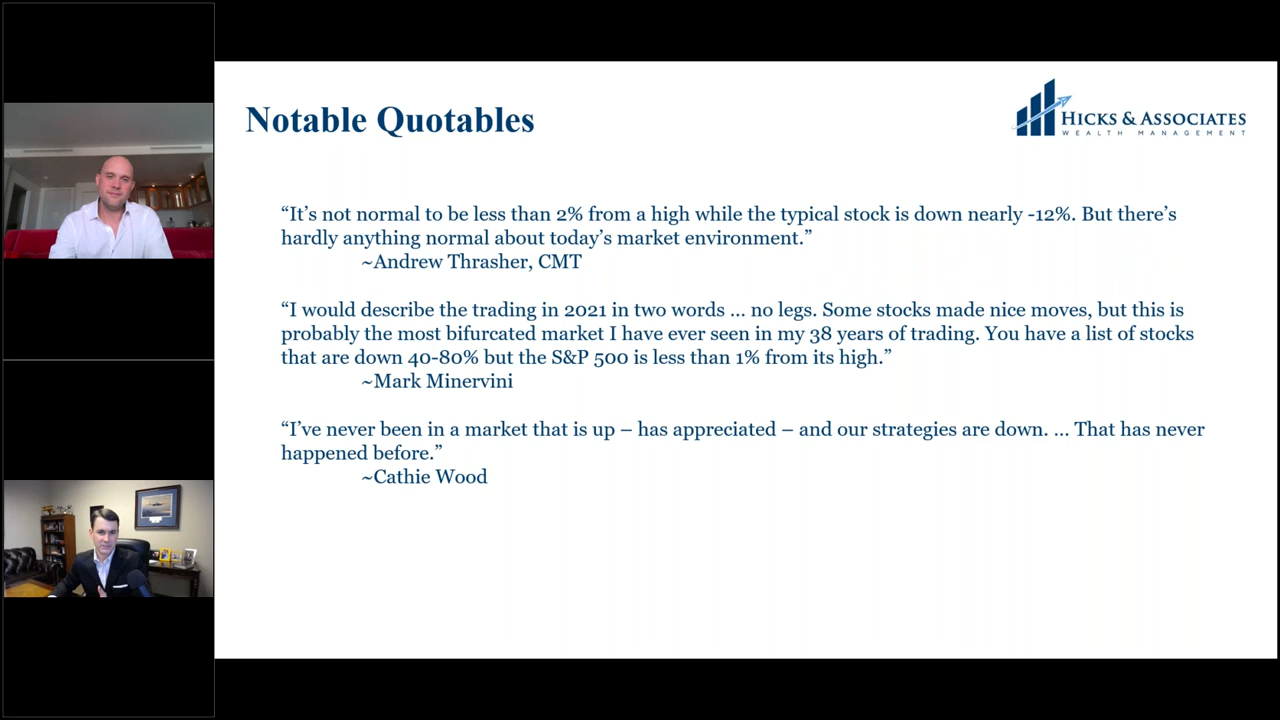 Notable Quotables
HICKS & ASSOCIATES
WEALTH MANAGEMENT
“It’s not normal to be less than 2% from a high while the typical stock is down nearly -12%. But there’s
hardly anything normal about today’s market environment.”
~Andrew Thrasher, CMT
“I would describe the trading in 2021 in two words ... no legs. Some stocks made nice moves, but this is
probably the most bifurcated market I have ever seen in my 38 years of trading. You have a list of stocks
that are down 40-80% but the S&P 500 is less than 1% from its high.”
~Mark Minervini
“I’ve never been in a market that is up – has appreciated – and our strategies are down. ... That has never
happened before.”
~Cathie Wood